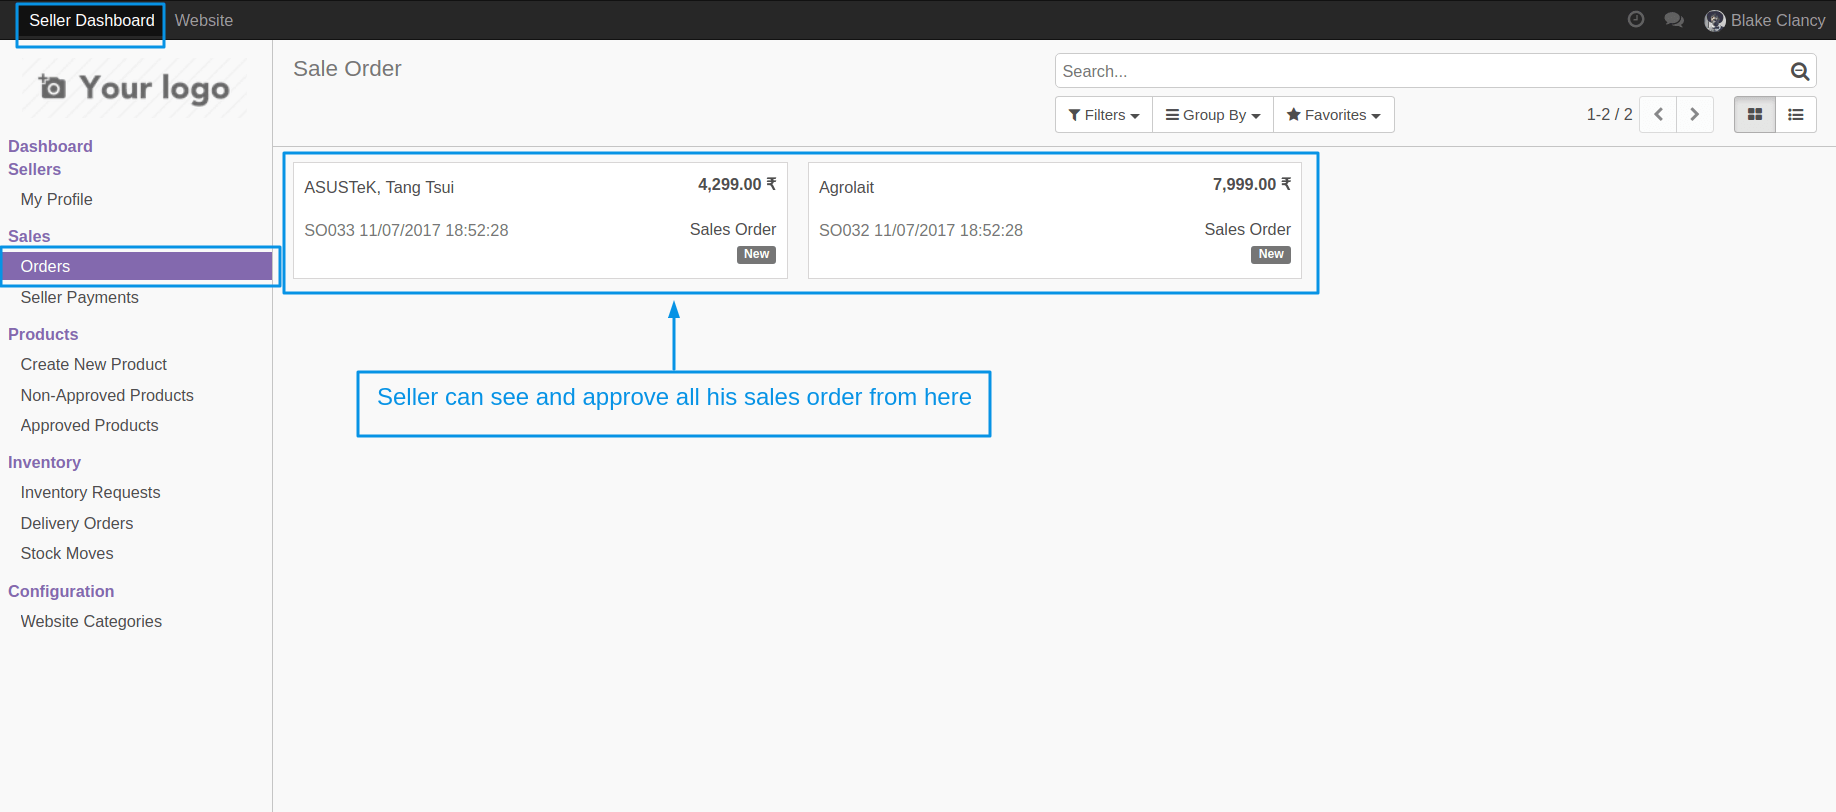 Seller Dashboard Website Blake Clancy
Your logo
Sale Order
Search...
Filters Group By Favorites 1-2 / 2
Dashboard
Sellers
My Profile
Sales
Orders
Seller Payments
Products
Create New Product
Non-Approved Products
Approved Products
Inventory
Inventory Requests
Delivery Orders
Stock Moves
Configuration
Website Categories
ASUSTeK, Tang Tsui 4,299.00 ₹
SO033 11/07/2017 18:52:28 Sales Order
New
Agrolait 7,999.00 ₹
SO032 11/07/2017 18:52:28 Sales Order
New
Seller can see and approve all his sales order from here